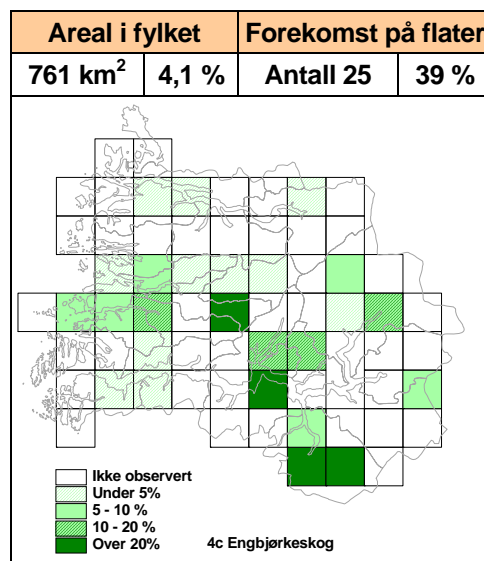 Areal i fylket Forekomst på flater
761 km² 4,1 % Antall 25 39 %
Ikke observert
Under 5%
5 - 10 %
10 - 20 %
Over 20% 4c Engbjørkeskog